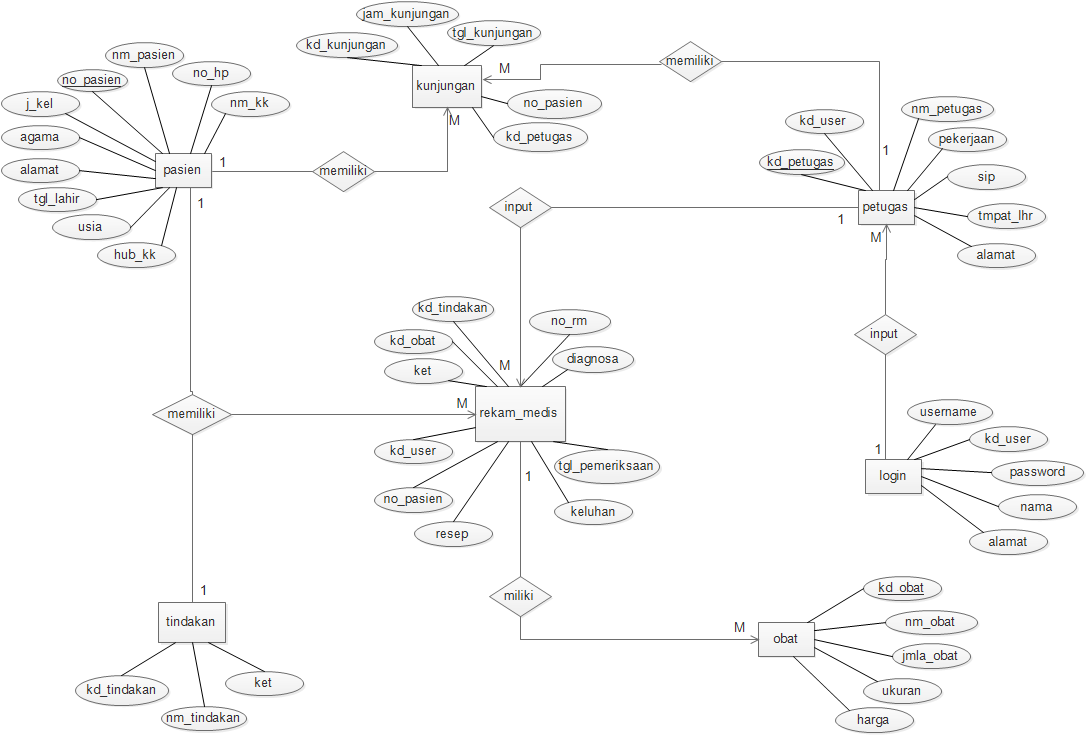 jam_kunjungan
kd_kunjungan
tgl_kunjungan
kunjungan
no_pasien
kd_petugas
M
M
memiliki
nm_pasien
no_pasien
no_hp
j_kel
nm_kk
agama
alamat
pasien
tgl_lahir
usia
hub_kk
1
1
memiliki
kd_user
nm_petugas
pekerjaan
kd_petugas
sip
petugas
tmpat_lhr
alamat
1
1
M
input
input
kd_tindakan
no_rm
kd_obat
diagnosa
ket
M
M
rekam_medis
kd_user
tgl_pemeriksaan
no_pasien
keluhan
resep
1
memiliki
username
kd_user
1
login
password
nama
alamat
1
tindakan
kd_tindakan
ket
nm_tindakan
miliki
M
obat
kd_obat
nm_obat
jmla_obat
ukuran
harga